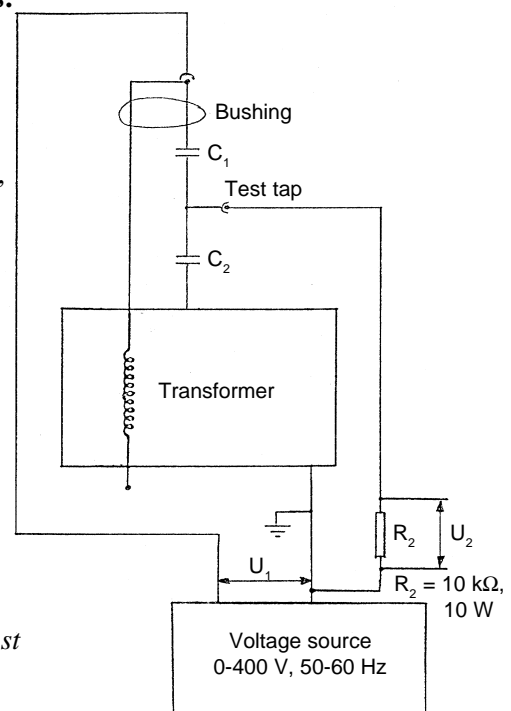 s.
Bushing
C₁
,
Test tap
C₂
Transformer
R₂
U₂
U₁
R₂ = 10 kΩ,
10 W
st
Voltage source
0-400 V, 50-60 Hz